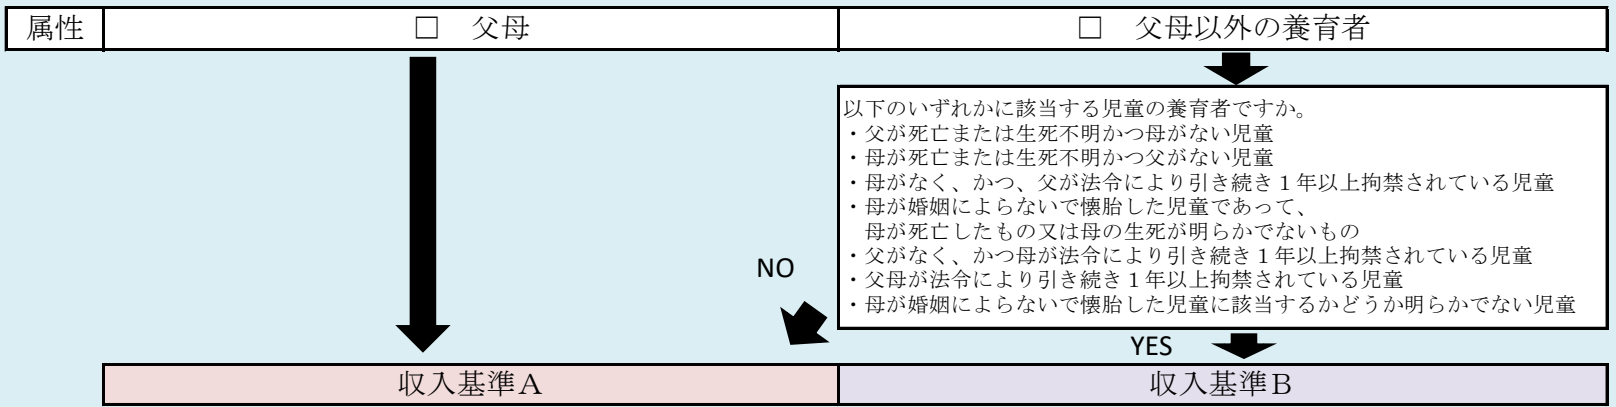 属性
□ 父母
□ 父母以外の養育者
以下のいずれかに該当する児童の養育者ですか。
・父が死亡または生死不明かつ母がない児童
・母が死亡または生死不明かつ父がない児童
・母がなく、かつ、父が法令により引き続き１年以上拘禁されている児童
・母が婚姻によらないで懐胎した児童であって、
母が死亡したもの又は母の生死が明らかでないもの
・父がなく、かつ母が法令により引き続き１年以上拘禁されている児童
・父母が法令により引き続き１年以上拘禁されている児童
・母が婚姻によらないで懐胎した児童に該当するかどうか明らかでない児童
NO
YES
収入基準Ａ
収入基準Ｂ